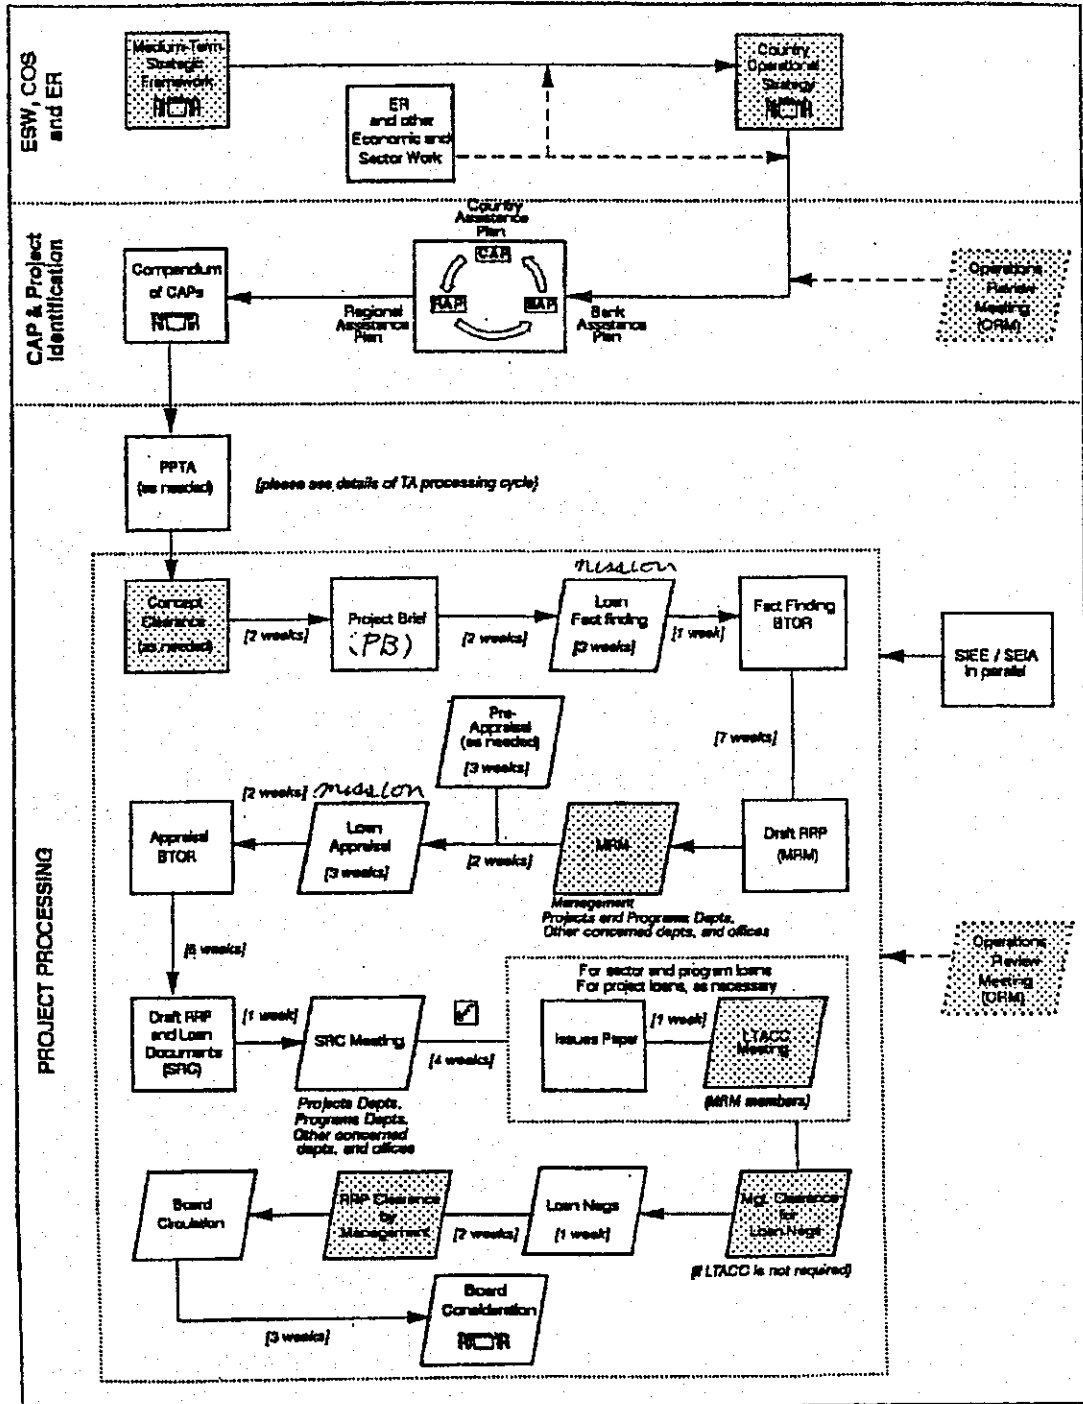 ESW, COS
and ER
Medium-Term
Strategic
Framework
Country
Operational
Strategy
ER
and other
Economic and
Sector Work
CAP & Project
Identification
Compendium
of CAPs
Country
Assistance
Plan
CAP
RAP
BAP
Regional
Assistance
Plan
Bank
Assistance
Plan
Operations
Review
Meeting
(ORM)
PROJECT PROCESSING
PPTA
(as needed)
(please see details of TA processing cycle)
Concept
Clearance
(as needed)
[2 weeks]
Project Brief
(PB)
[2 weeks]
mission
Loan
Fact finding
[3 weeks]
[1 week]
Fact Finding
BTOR
SIEE / SEIA
in parallel
[7 weeks]
Pre-
Appraisal
(as needed)
[3 weeks]
Appraisal
BTOR
[2 weeks]
mission
Loan
Appraisal
[3 weeks]
[2 weeks]
MRM
Management
Projects and Programs Depts,
Other concerned depts, and offices
Draft RRP
(MRM)
[6 weeks]
Operations
Review
Meeting
(ORM)
Draft RRP
and Loan
Documents
(SRC)
[1 week]
SRC Meeting
Projects Depts,
Programs Depts,
Other concerned
depts, and offices
[4 weeks]
For sector and program loans
For project loans, as necessary
Issues Paper
[1 week]
LTACC
Meeting
(MRM members)
Board
Circulation
RRP Clearance
by
Management
[2 weeks]
Loan Negs
[1 week]
Mgt. Clearance
for
Loan Negs
(if LTACC is not required)
[3 weeks]
Board
Consideration